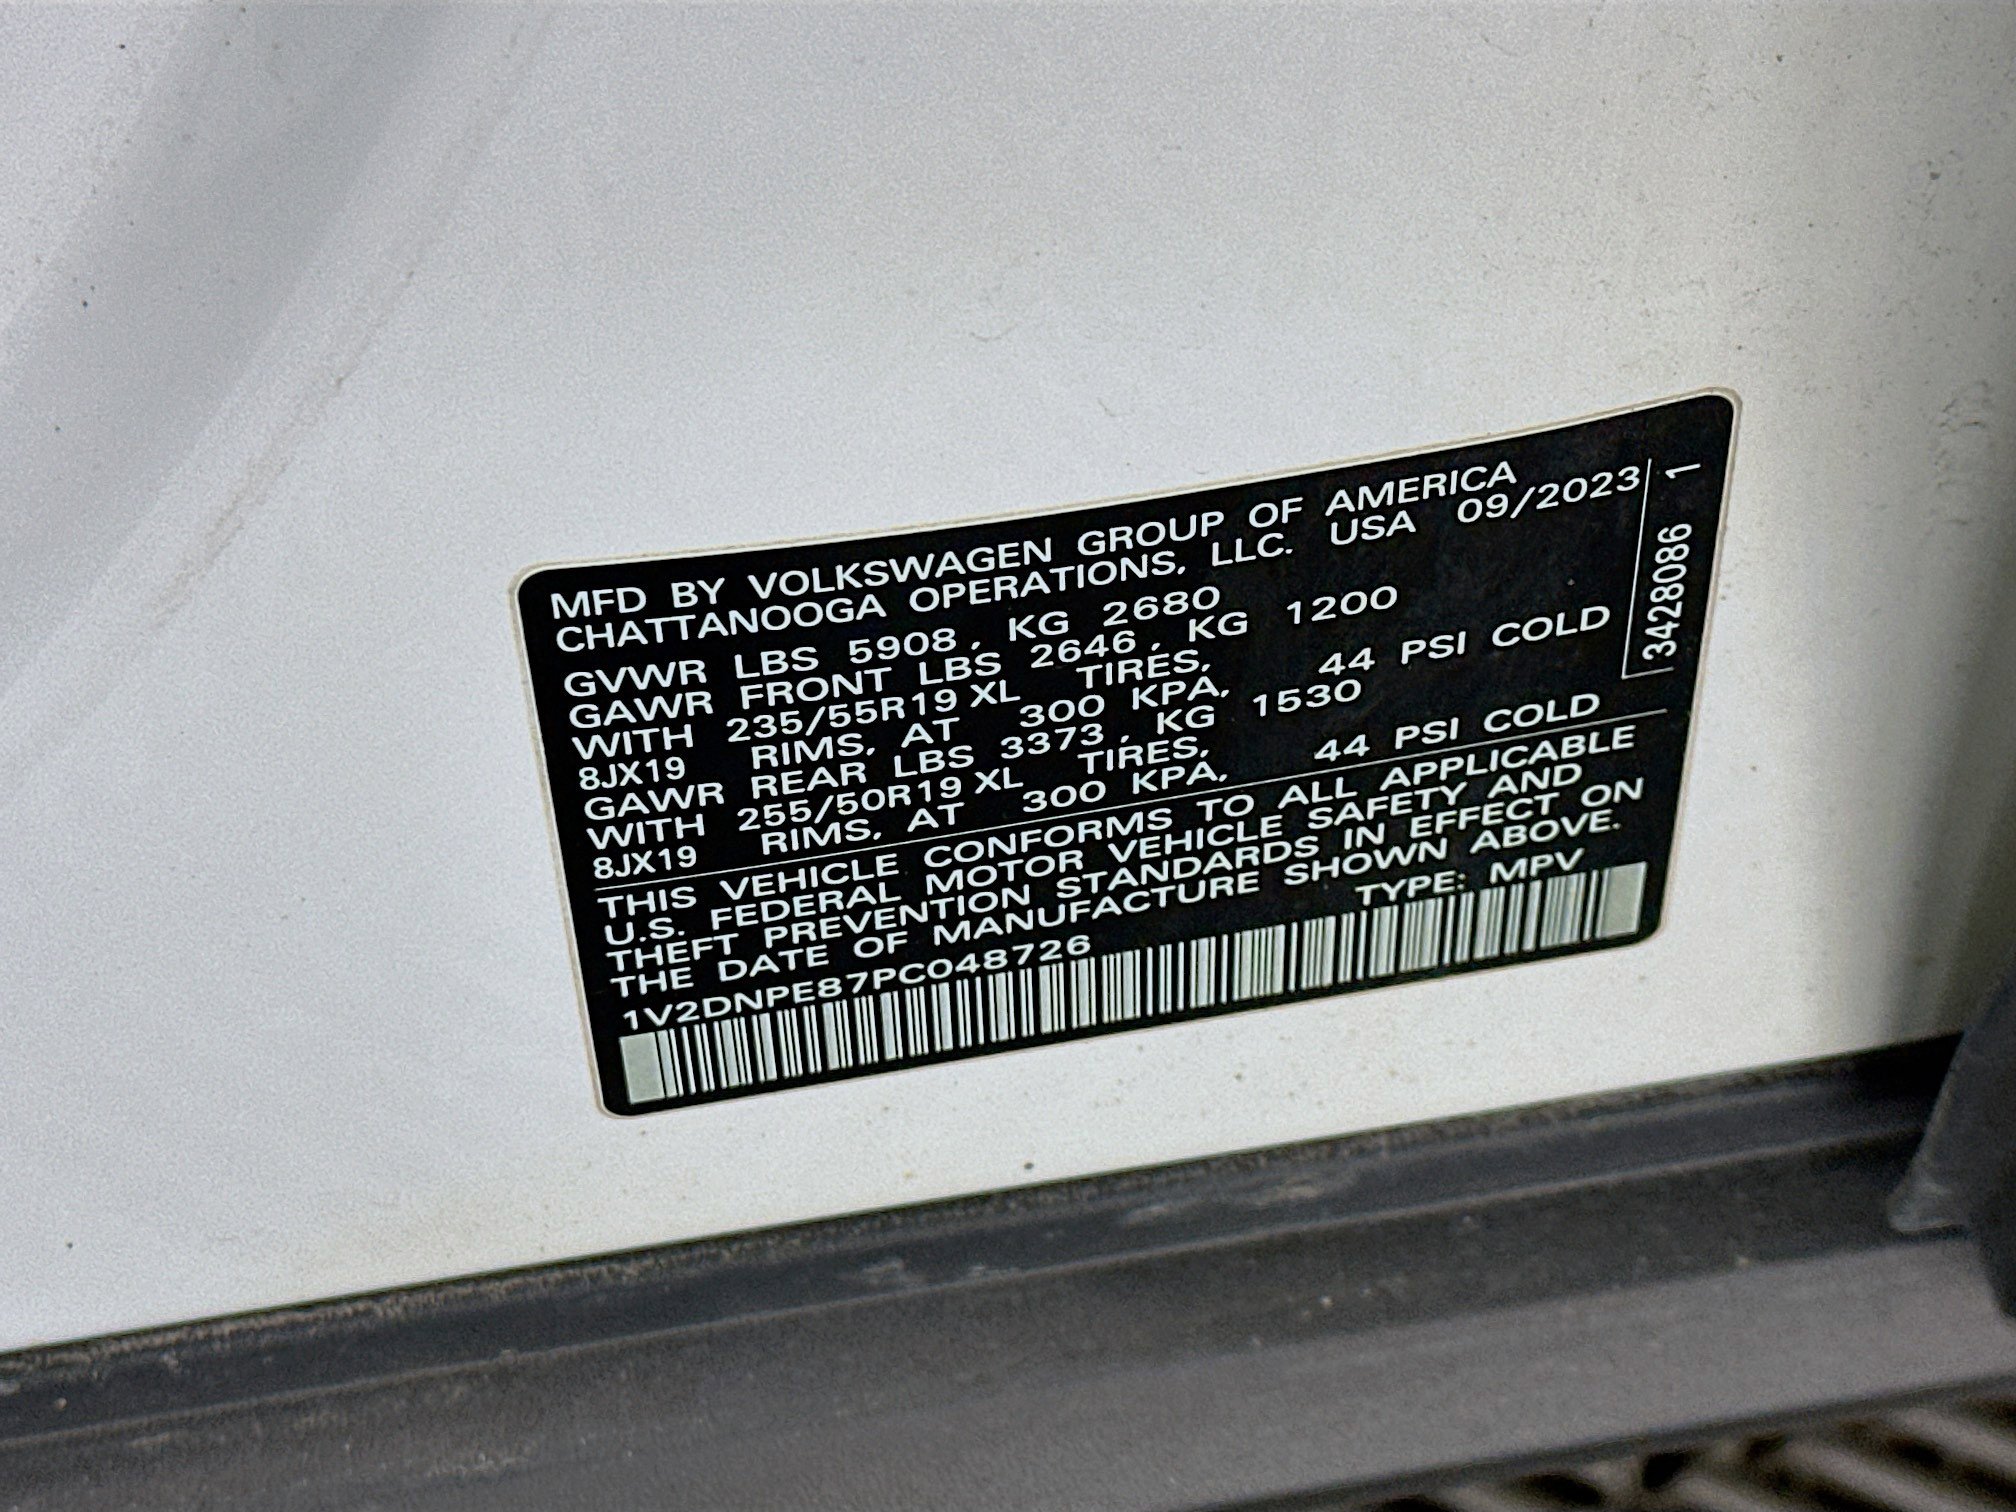 MFD BY VOLKSWAGEN GROUP OF AMERICA
CHATTANOOGA OPERATIONS, LLC. USA 09/2023
GVWR LBS 5908, KG 2680
GAWR FRONT LBS 2646, KG 1200
WITH 235/55R19 XL TIRES,
8JX19 RIMS, AT 300 KPA, 44 PSI COLD
GAWR REAR LBS 3373, KG 1530
WITH 255/50R19 XL TIRES,
8JX19 RIMS, AT 300 KPA, 44 PSI COLD
THIS VEHICLE CONFORMS TO ALL APPLICABLE
U.S. FEDERAL MOTOR VEHICLE SAFETY AND
THEFT PREVENTION STANDARDS IN EFFECT ON
THE DATE OF MANUFACTURE SHOWN ABOVE.
1V2DNPE87PC048726 TYPE: MPV
3428086 1